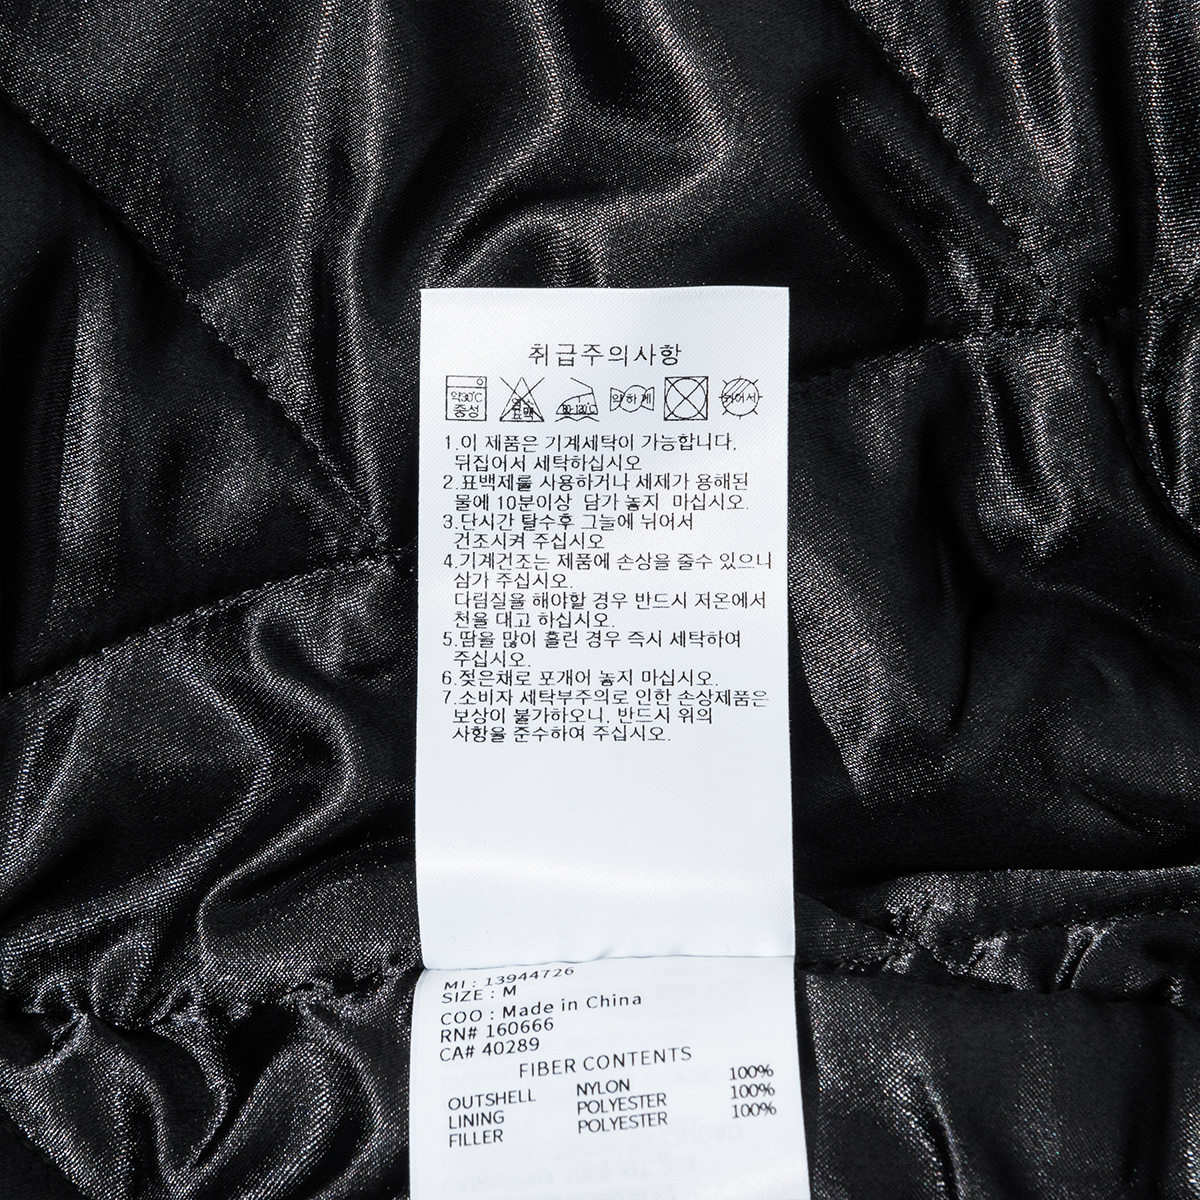 취급주의사항
약30℃ 중성
염소 표백
80-120℃
약하게
뉘어서
1.이 제품은 기계세탁이 가능합니다,
뒤집어서 세탁하십시오
2.표백제를 사용하거나 세제가 용해된
물에 10분이상 담가 놓지 마십시오.
3.단시간 탈수후 그늘에 뉘어서
건조시켜 주십시오
4.기계건조는 제품에 손상을 줄수 있으니
삼가 주십시오.
다림질을 해야할 경우 반드시 저온에서
천을 대고 하십시오.
5.땀을 많이 흘린 경우 즉시 세탁하여
주십시오.
6.젖은채로 포개어 놓지 마십시오.
7.소비자 세탁부주의로 인한 손상제품은
보상이 불가하오니, 반드시 위의
사항을 준수하여 주십시오.
MI : 13944726
SIZE : M
COO : Made in China
RN# 160666
CA# 40289
FIBER CONTENTS
OUTSHELL NYLON 100%
LINING POLYESTER 100%
FILLER POLYESTER 100%